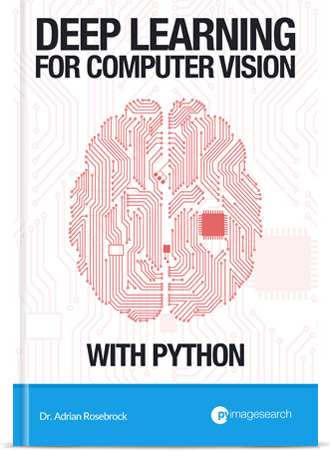 DEEP LEARNING
FOR COMPUTER VISION
WITH PYTHON
Dr. Adrian Rosebrock
pyimagesearch